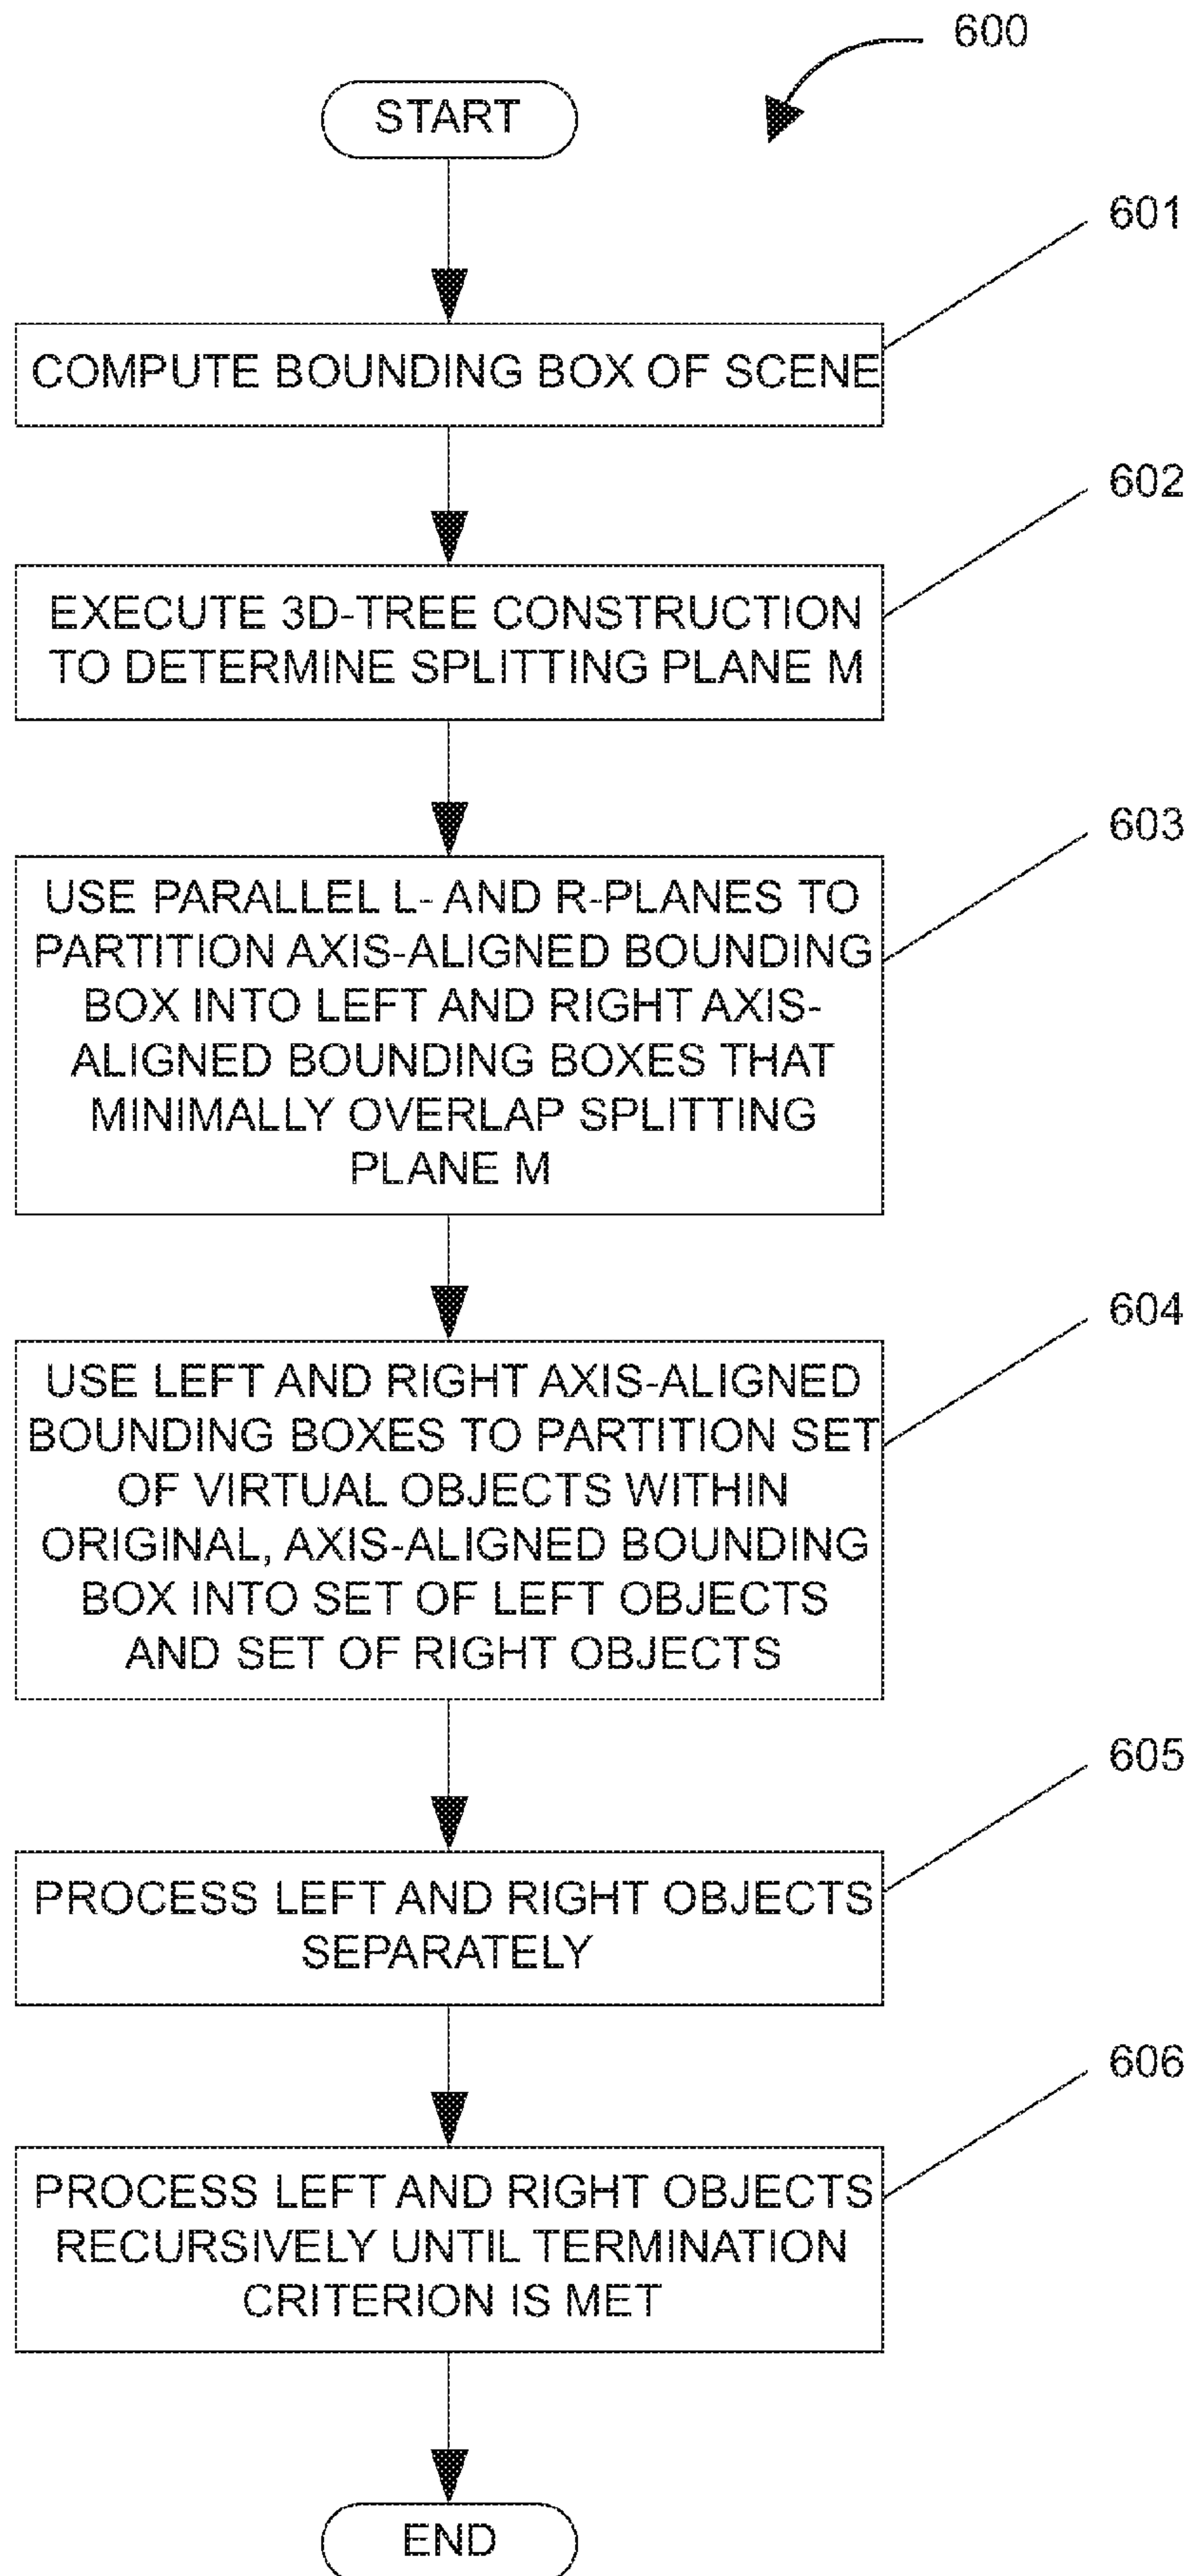 600
START
601
COMPUTE BOUNDING BOX OF SCENE
602
EXECUTE 3D-TREE CONSTRUCTION
TO DETERMINE SPLITTING PLANE M
603
USE PARALLEL L- AND R-PLANES TO
PARTITION AXIS-ALIGNED BOUNDING
BOX INTO LEFT AND RIGHT AXIS-
ALIGNED BOUNDING BOXES THAT
MINIMALLY OVERLAP SPLITTING
PLANE M
604
USE LEFT AND RIGHT AXIS-ALIGNED
BOUNDING BOXES TO PARTITION SET
OF VIRTUAL OBJECTS WITHIN
ORIGINAL, AXIS-ALIGNED BOUNDING
BOX INTO SET OF LEFT OBJECTS
AND SET OF RIGHT OBJECTS
605
PROCESS LEFT AND RIGHT OBJECTS
SEPARATELY
606
PROCESS LEFT AND RIGHT OBJECTS
RECURSIVELY UNTIL TERMINATION
CRITERION IS MET
END